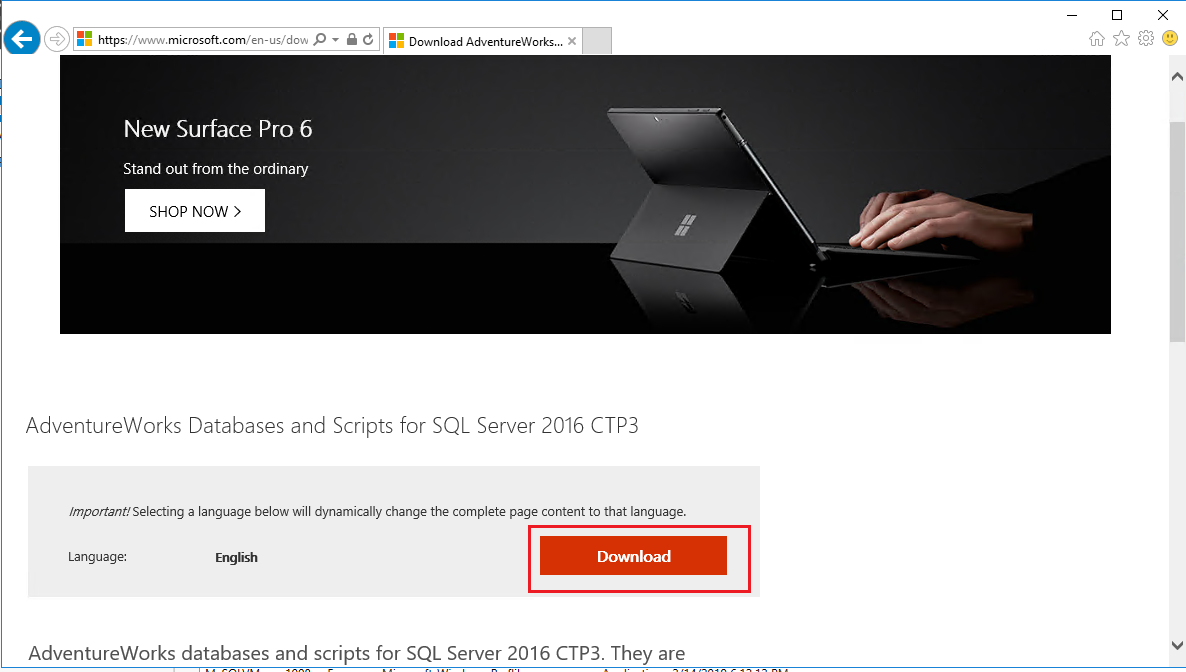 https://www.microsoft.com/en-us/dow
Download AdventureWorks...
New Surface Pro 6
Stand out from the ordinary
SHOP NOW >
AdventureWorks Databases and Scripts for SQL Server 2016 CTP3
Important! Selecting a language below will dynamically change the complete page content to that language.
Language: English Download
AdventureWorks databases and scripts for SQL Server 2016 CTP3. They are